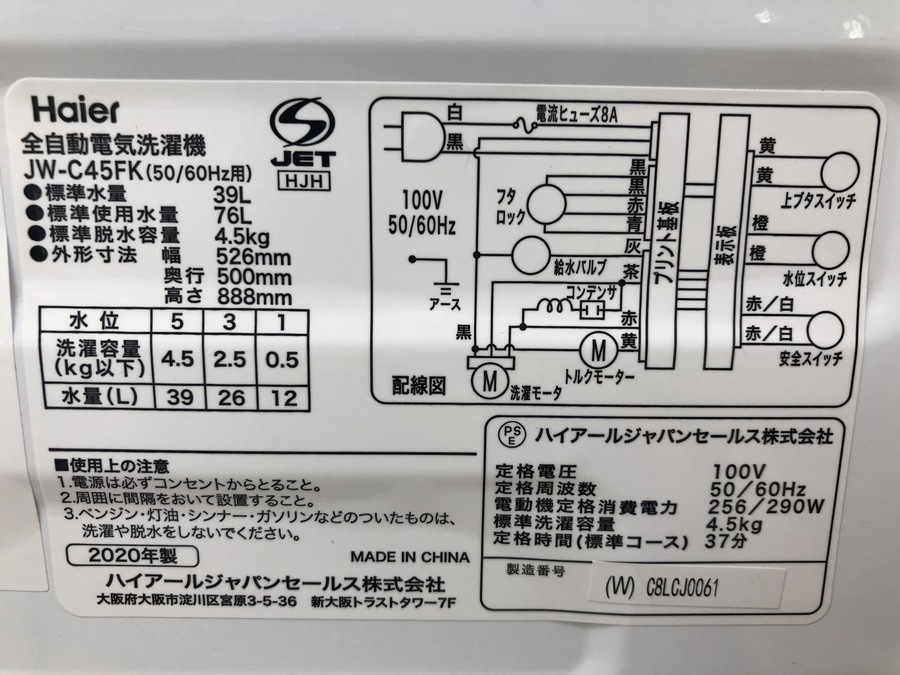 Haier
全自動電気洗濯機
JW-C45FK(50/60Hz用)
●標準水量 39L
●標準使用水量 76L
●標準脱水容量 4.5kg
●外形寸法 幅 526mm
奥行 500mm
高さ 888mm
S
JET
HJH
水位 5 3 1
洗濯容量(kg以下) 4.5 2.5 0.5
水量(L) 39 26 12
白
黒
電流ヒューズ8A
100V
50/60Hz
アース
フタロック
黒
黒
赤
青
灰
茶
給水バルブ
コンデンサ
赤
黄
黒
M
洗濯モータ
M
トルクモーター
配線図
プリント基板
表示板
黄
黄
上ブタスイッチ
橙
橙
水位スイッチ
赤/白
赤/白
安全スイッチ
■使用上の注意
1.電源は必ずコンセントからとること。
2.周囲に間隔をおいて設置すること。
3.ベンジン・灯油・シンナー・ガソリンなどのついたものは、
洗濯や脱水をしないでください。
2020年製
MADE IN CHINA
ハイアールジャパンセールス株式会社
大阪府大阪市淀川区宮原3-5-36 新大阪トラストタワー7F
PSE ハイアールジャパンセールス株式会社
定格電圧 100V
定格周波数 50/60Hz
電動機定格消費電力 256/290W
標準洗濯容量 4.5kg
定格時間(標準コース) 37分
製造番号 (W) C8LCJ0061